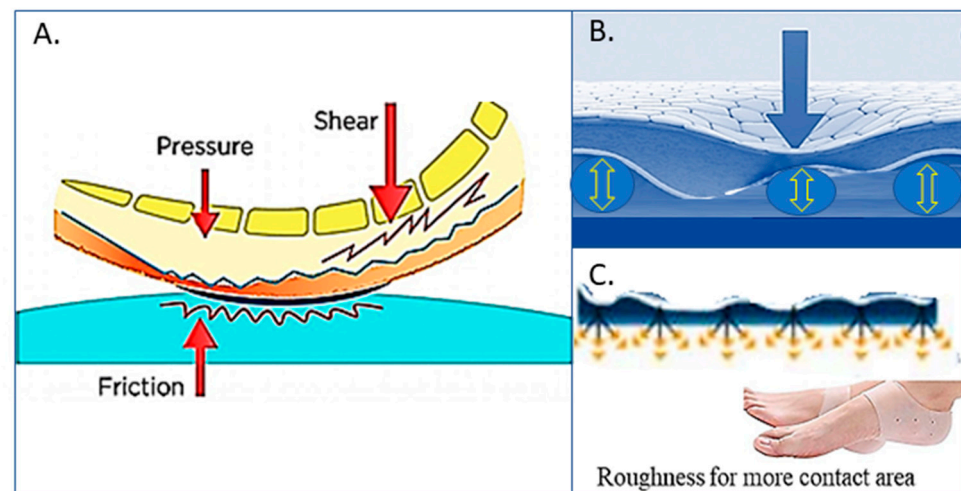 A.
Pressure
Shear
Friction
B.
C.
Roughness for more contact area